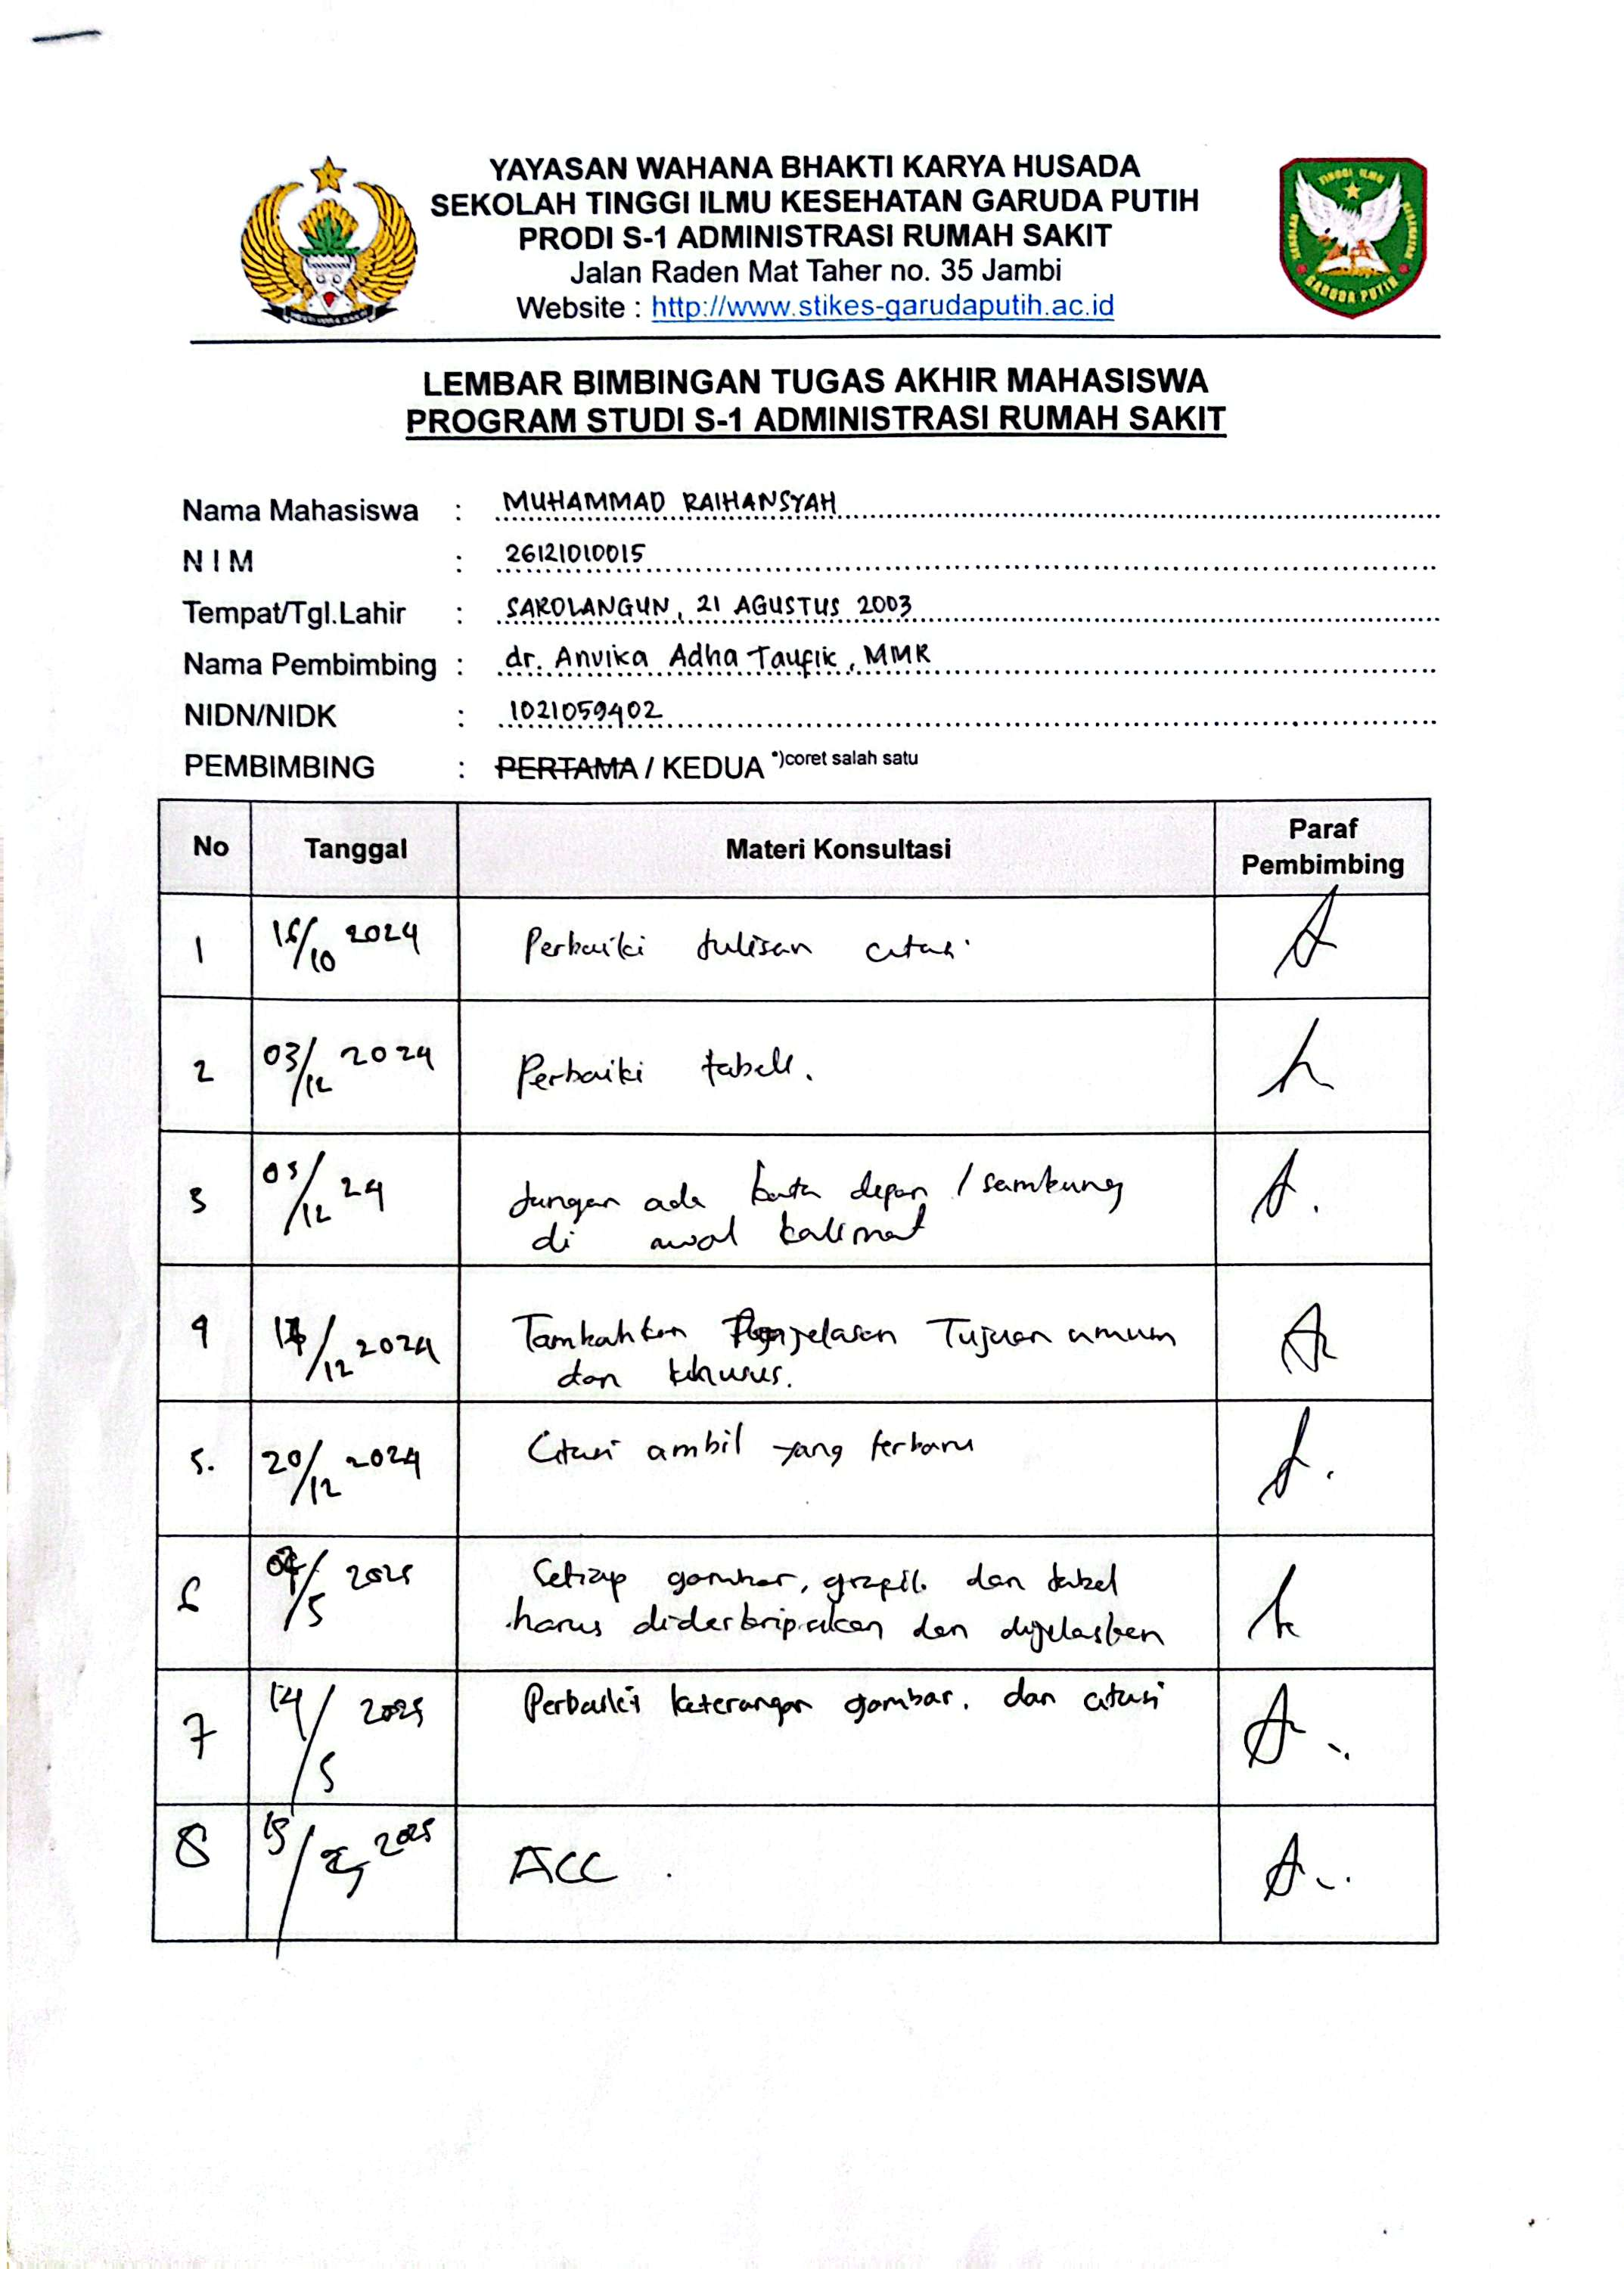 YAYASAN WAHANA BHAKTI KARYA HUSADA
SEKOLAH TINGGI ILMU KESEHATAN GARUDA PUTIH
PRODI S-1 ADMINISTRASI RUMAH SAKIT
Jalan Raden Mat Taher no. 35 Jambi
Website : http://www.stikes-garudaputih.ac.id
GARUDA PUTIH
LEMBAR BIMBINGAN TUGAS AKHIR MAHASISWA
PROGRAM STUDI S-1 ADMINISTRASI RUMAH SAKIT
Nama Mahasiswa : MUHAMMAD RAIHANSYAH
N I M : 26121010015
Tempat/Tgl.Lahir : SAROLANGUN, 21 AGUSTUS 2003
Nama Pembimbing : dr. Anvika Adha Taufik, MMR
NIDN/NIDK : 1021059402
PEMBIMBING : PERTAMA / KEDUA *)coret salah satu
No Tanggal Materi Konsultasi Paraf
Pembimbing
1 /10 2024 Perbaiki tulisan citasi
2 03/12 2024 Perbaiki tabel.
3 05/12 24 Jangan ada kata depan / sambung
di awal kalimat
4 /12 2024 Tambahkan Penjelasan Tujuan umum
dan khusus.
5. 20/12 2024 Citasi ambil yang terbaru
6 /5 2025 Setiap gambar, grafik dan tabel
harus dideskripsikan dan dijelaskan
7 14/5 2025 Perbaiki keterangan gambar, dan citasi
8 15/5 2025 ACC.